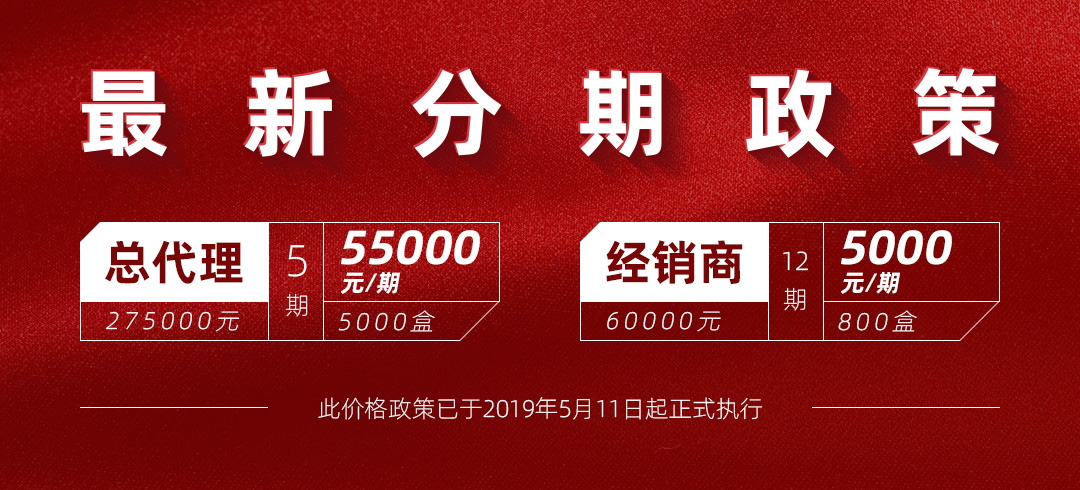 最新分期政策
总代理
275000元
5期
55000
元/期
5000盒
经销商
60000元
12期
5000
元/期
800盒
此价格政策已于2019年5月11日起正式执行